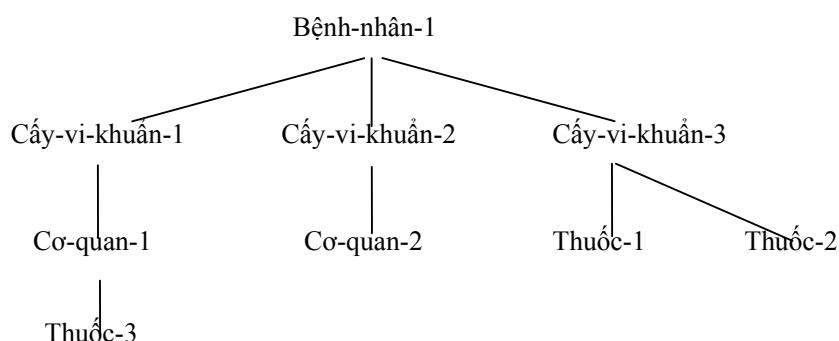 Bệnh-nhân-1
Cấy-vi-khuẩn-1 Cấy-vi-khuẩn-2 Cấy-vi-khuẩn-3
Cơ-quan-1 Cơ-quan-2 Thuốc-1 Thuốc-2
Thuốc-3